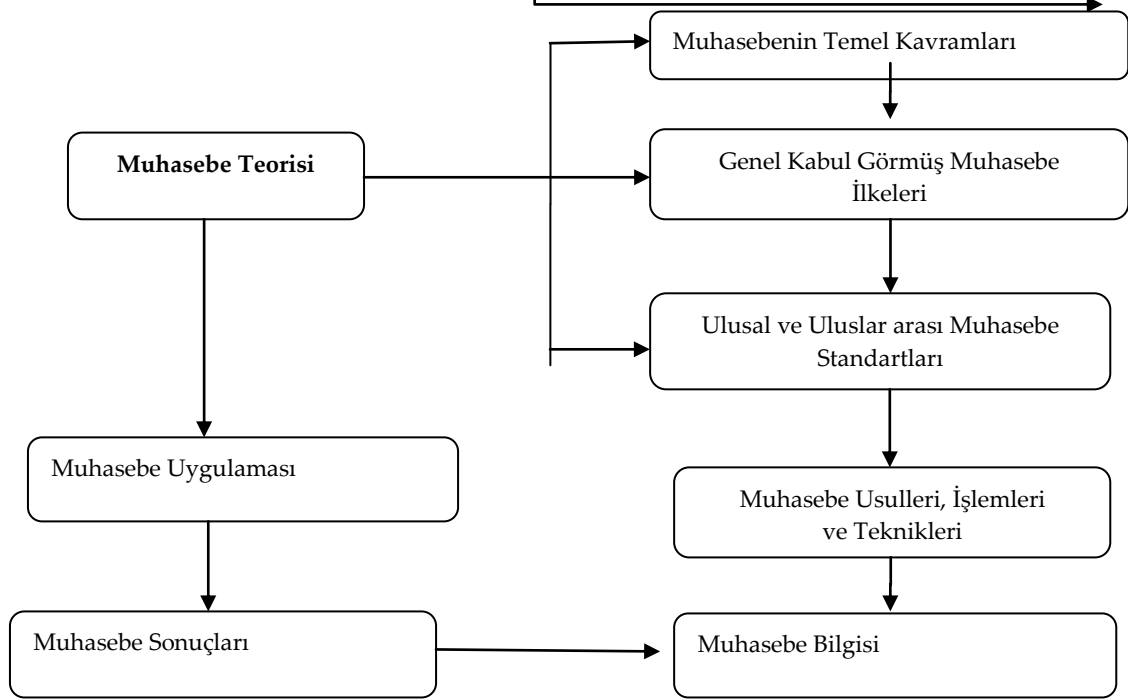 Muhasebenin Temel Kavramları
Muhasebe Teorisi
Genel Kabul Görmüş Muhasebe
İlkeleri
Ulusal ve Uluslar arası Muhasebe
Standartları
Muhasebe Uygulaması
Muhasebe Usulleri, İşlemleri
ve Teknikleri
Muhasebe Sonuçları
Muhasebe Bilgisi